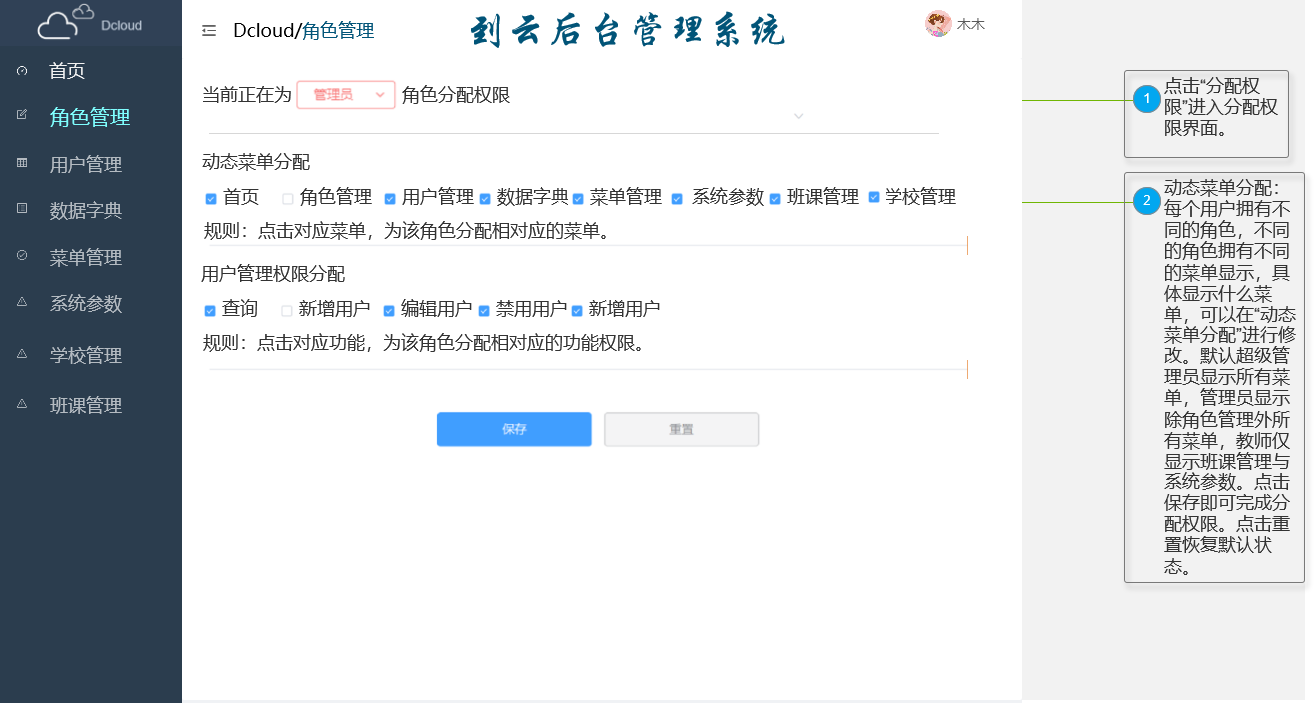 Dcloud
首页
角色管理
用户管理
数据字典
菜单管理
系统参数
学校管理
班课管理
Dcloud/角色管理
到云后台管理系统
木木
当前正在为 管理员 角色分配权限
动态菜单分配
首页 角色管理 用户管理 数据字典 菜单管理 系统参数 班课管理 学校管理
规则：点击对应菜单，为该角色分配相对应的菜单。
用户管理权限分配
查询 新增用户 编辑用户 禁用用户 新增用户
规则：点击对应功能，为该角色分配相对应的功能权限。
保存 重置
1
点击“分配权
限”进入分配权
限界面。
2
动态菜单分配：
每个用户拥有不
同的角色，不同
的角色拥有不同
的菜单显示，具
体显示什么菜
单，可以在“动态
菜单分配”进行修
改。默认超级管
理员显示所有菜
单，管理员显示
除角色管理外所
有菜单，教师仅
显示班课管理与
系统参数。点击
保存即可完成分
配权限。点击重
置恢复默认状
态。